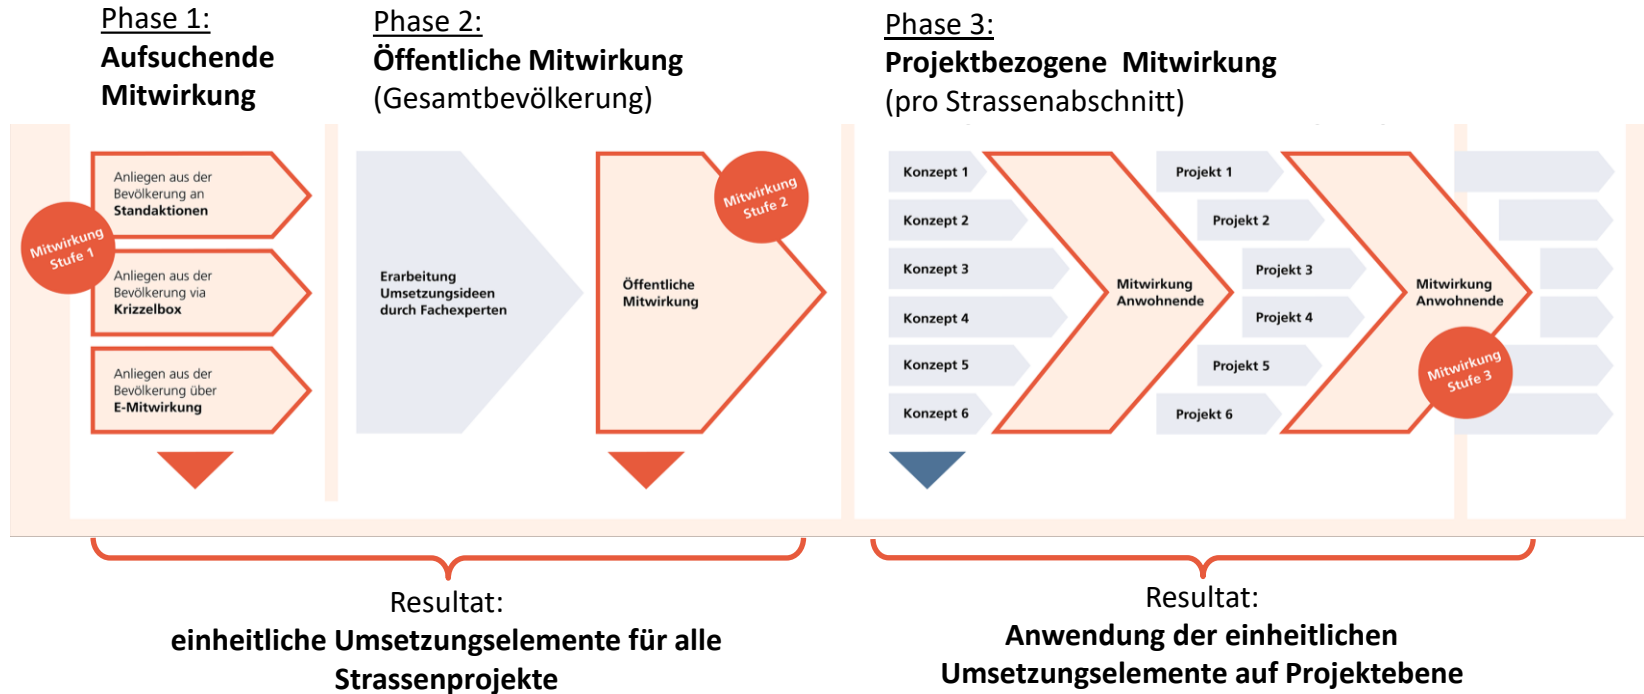 Phase 1:
Aufsuchende
Mitwirkung
Phase 2:
Öffentliche Mitwirkung
(Gesamtbevölkerung)
Phase 3:
Projektbezogene Mitwirkung
(pro Strassenabschnitt)
Mitwirkung
Stufe 1
Anliegen aus der
Bevölkerung an
Standaktionen
Anliegen aus der
Bevölkerung via
Krizzelbox
Anliegen aus der
Bevölkerung über
E-Mitwirkung
Erarbeitung
Umsetzungsideen
durch Fachexperten
Öffentliche
Mitwirkung
Mitwirkung
Stufe 2
Konzept 1
Konzept 2
Konzept 3
Konzept 4
Konzept 5
Konzept 6
Mitwirkung
Anwohnende
Projekt 1
Projekt 2
Projekt 3
Projekt 4
Projekt 5
Projekt 6
Mitwirkung
Anwohnende
Mitwirkung
Stufe 3
Resultat:
einheitliche Umsetzungselemente für alle
Strassenprojekte
Resultat:
Anwendung der einheitlichen
Umsetzungselemente auf Projektebene